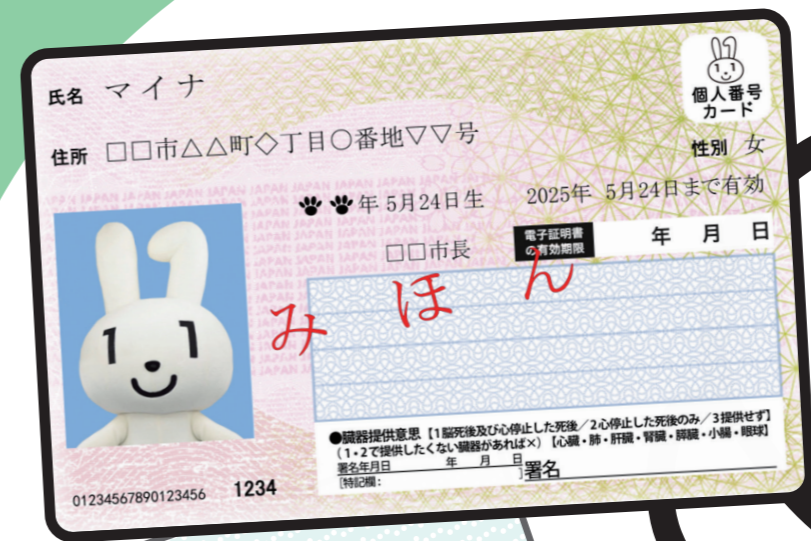 氏名 マイナ
個人番号
カード
住所 □□市△△町◇丁目○番地▽▽号
性別 女
年 5月24日生
2025年 5月24日まで有効
□□市長
電子証明書
の有効期限
年 月 日
みほん
●臓器提供意思【1脳死後及び心停止した死後／2心停止した死後のみ／3提供せず】
(1・2で提供したくない臓器があれば×)【心臓・肺・肝臓・腎臓・膵臓・小腸・眼球】
署名年月日 年 月 日
[特記欄: ]署名
01234567890123456 1234
JAPAN JAPAN JAPAN JAPAN JAPAN